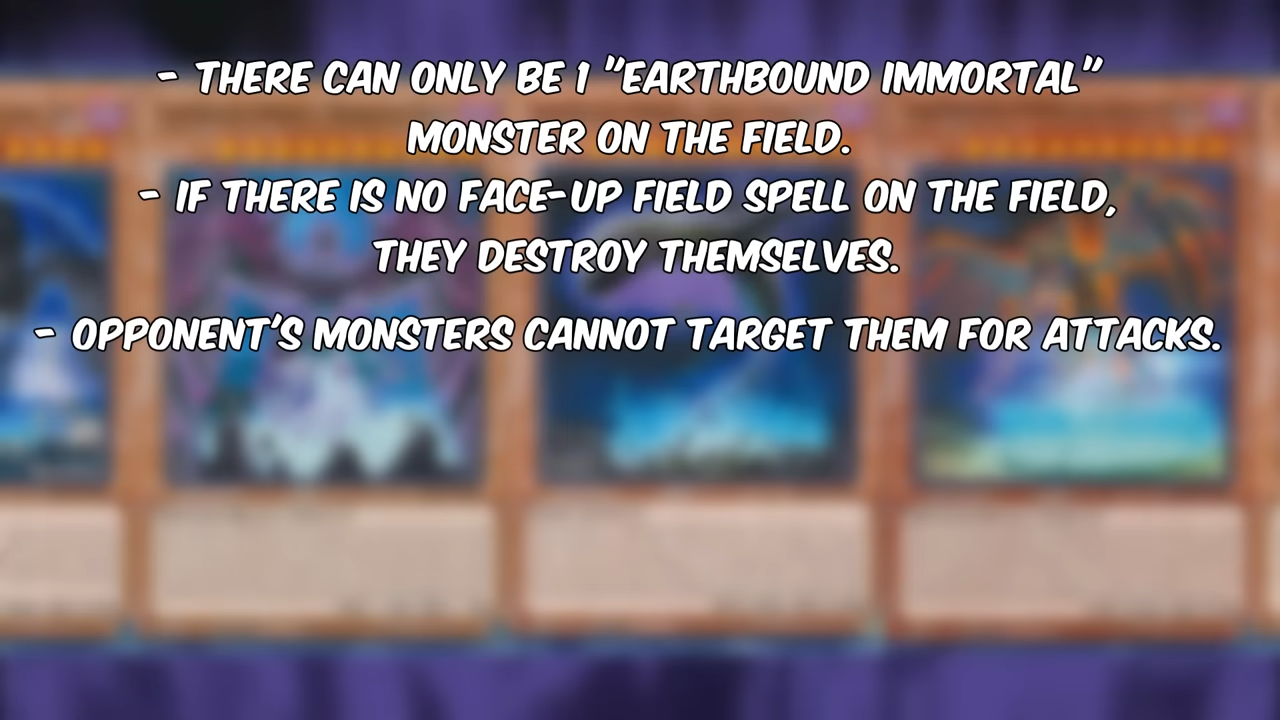 - THERE CAN ONLY BE 1 "EARTHBOUND IMMORTAL"
MONSTER ON THE FIELD.
- IF THERE IS NO FACE-UP FIELD SPELL ON THE FIELD,
THEY DESTROY THEMSELVES.
- OPPONENT'S MONSTERS CANNOT TARGET THEM FOR ATTACKS.